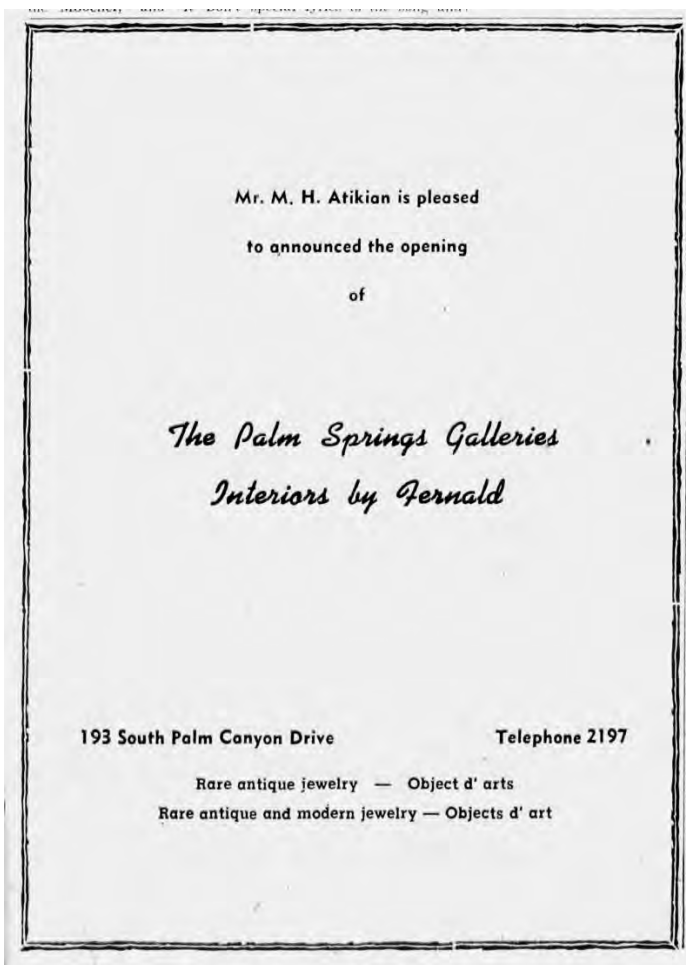 Mr. M. H. Atikian is pleased
to announced the opening
of
The Palm Springs Galleries
Interiors by Fernald
193 South Palm Canyon Drive Telephone 2197
Rare antique jewelry — Object d' arts
Rare antique and modern jewelry — Objects d' art